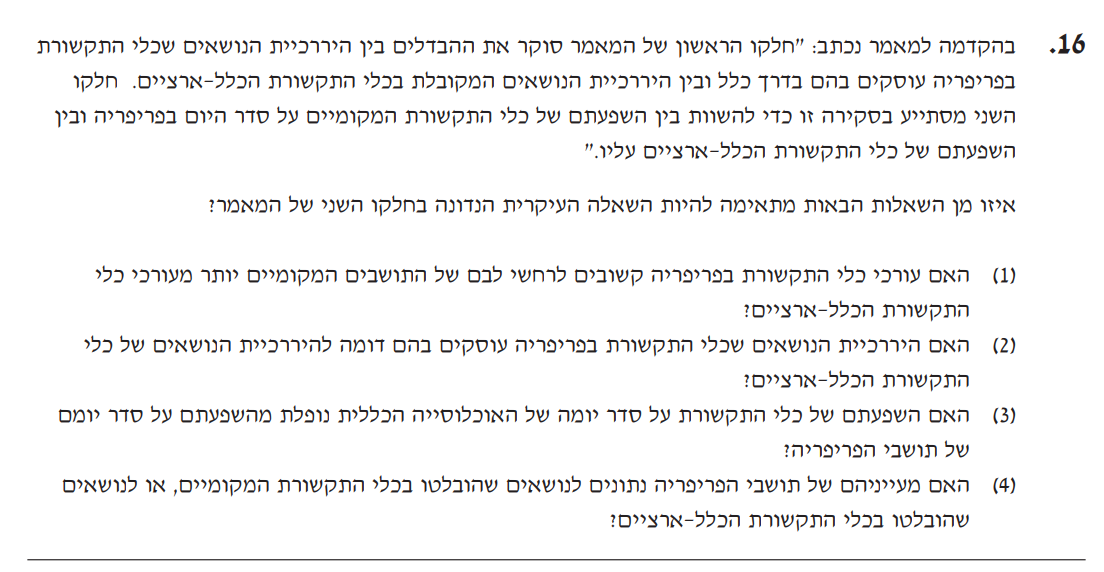 16. בהקדמה למאמר נכתב: "חלקו הראשון של המאמר סוקר את ההבדלים בין היררכיית הנושאים שכלי התקשורת
בפריפריה עוסקים בהם בדרך כלל ובין היררכיית הנושאים המקובלת בכלי התקשורת הכלל-ארציים. חלקו
השני מסתייע בסקירה זו כדי להשוות בין השפעתם של כלי התקשורת המקומיים על סדר היום בפריפריה ובין
השפעתם של כלי התקשורת הכלל-ארציים עליו."
איזו מן השאלות הבאות מתאימה להיות השאלה העיקרית הנדונה בחלקו השני של המאמר?
(1) האם עורכי כלי התקשורת בפריפריה קשובים לרחשי לבם של התושבים המקומיים יותר מעורכי כלי
התקשורת הכלל-ארציים?
(2) האם היררכיית הנושאים שכלי התקשורת בפריפריה עוסקים בהם דומה להיררכיית הנושאים של כלי
התקשורת הכלל-ארציים?
(3) האם השפעתם של כלי התקשורת על סדר יומה של האוכלוסייה הכללית נופלת מהשפעתם על סדר יומם
של תושבי הפריפריה?
(4) האם מעייניהם של תושבי הפריפריה נתונים לנושאים שהובלטו בכלי התקשורת המקומיים, או לנושאים
שהובלטו בכלי התקשורת הכלל-ארציים?